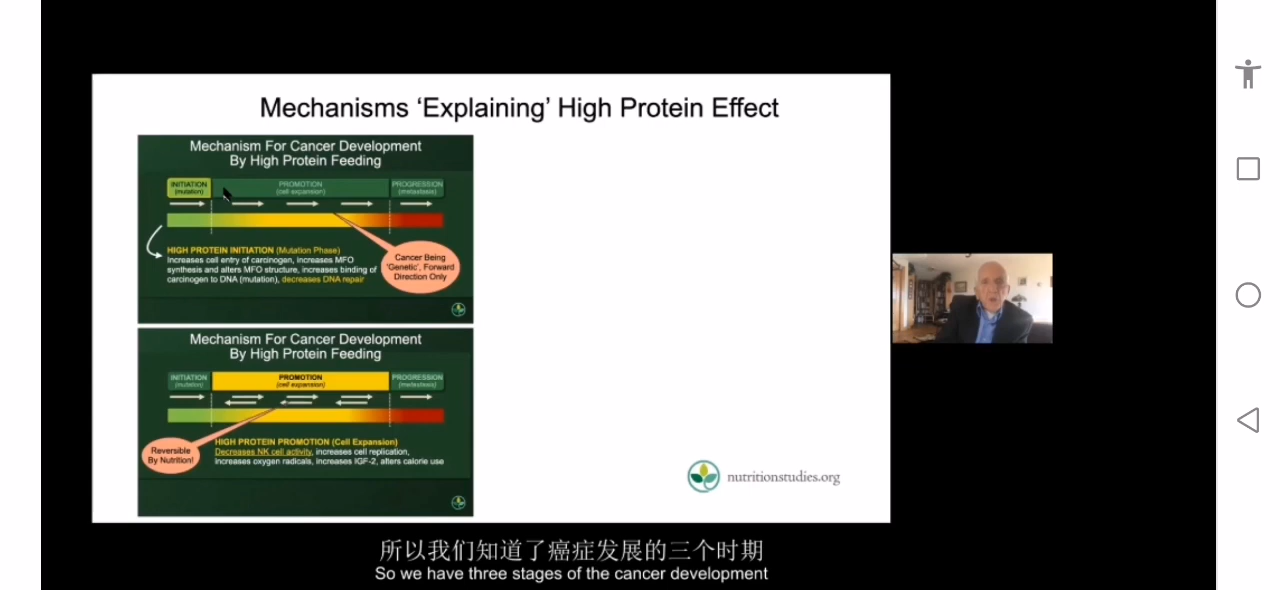 Mechanisms ‘Explaining’ High Protein Effect
Mechanism For Cancer Development
By High Protein Feeding
INITIATION
(mutation)
PROMOTION
(cell expansion)
PROGRESSION
(metastasis)
HIGH PROTEIN INITIATION (Mutation Phase)
Increases cell entry of carcinogen, increases MFO
synthesis and alters MFO structure, increases binding of
carcinogen to DNA (mutation), decreases DNA repair
Cancer Being
‘Genetic’, Forward
Direction Only
Mechanism For Cancer Development
By High Protein Feeding
INITIATION
(mutation)
PROMOTION
(cell expansion)
PROGRESSION
(metastasis)
Reversible
By Nutrition!
HIGH PROTEIN PROMOTION (Cell Expansion)
Decreases NK cell activity, increases cell replication,
increases oxygen radicals, increases IGF-2, alters calorie use
nutritionstudies.org
所以我们知道了癌症发展的三个时期
So we have three stages of the cancer development